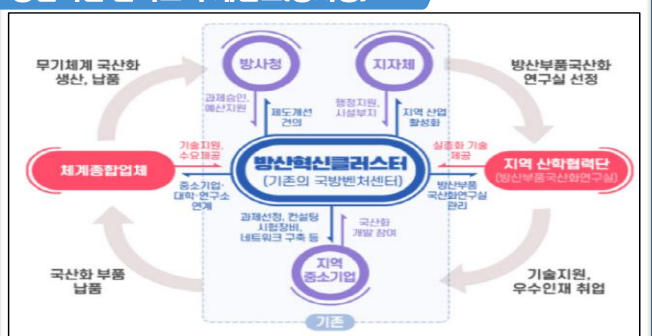 무기체계 국산화
생산, 납품
방사청
지자체
방산부품국산화
연구실 선정
과제승인,
예산지원
제도개선
건의
행정지원,
시설부지
지역 산업
활성화
체계종합업체
기술지원,
수요제공
중소기업·
대학·연구소
연계
방산혁신클러스터
(기존의 국방벤처센터)
실증화 기술
제공
방산부품
국산화연구실
관리
지역 산학협력단
(방산부품국산화연구실)
과제선정, 컨설팅
시험장비,
네트워크 구축 등
국산화
개발 참여
지역
중소기업
국산화 부품
납품
기술지원,
우수인재 취업
기존